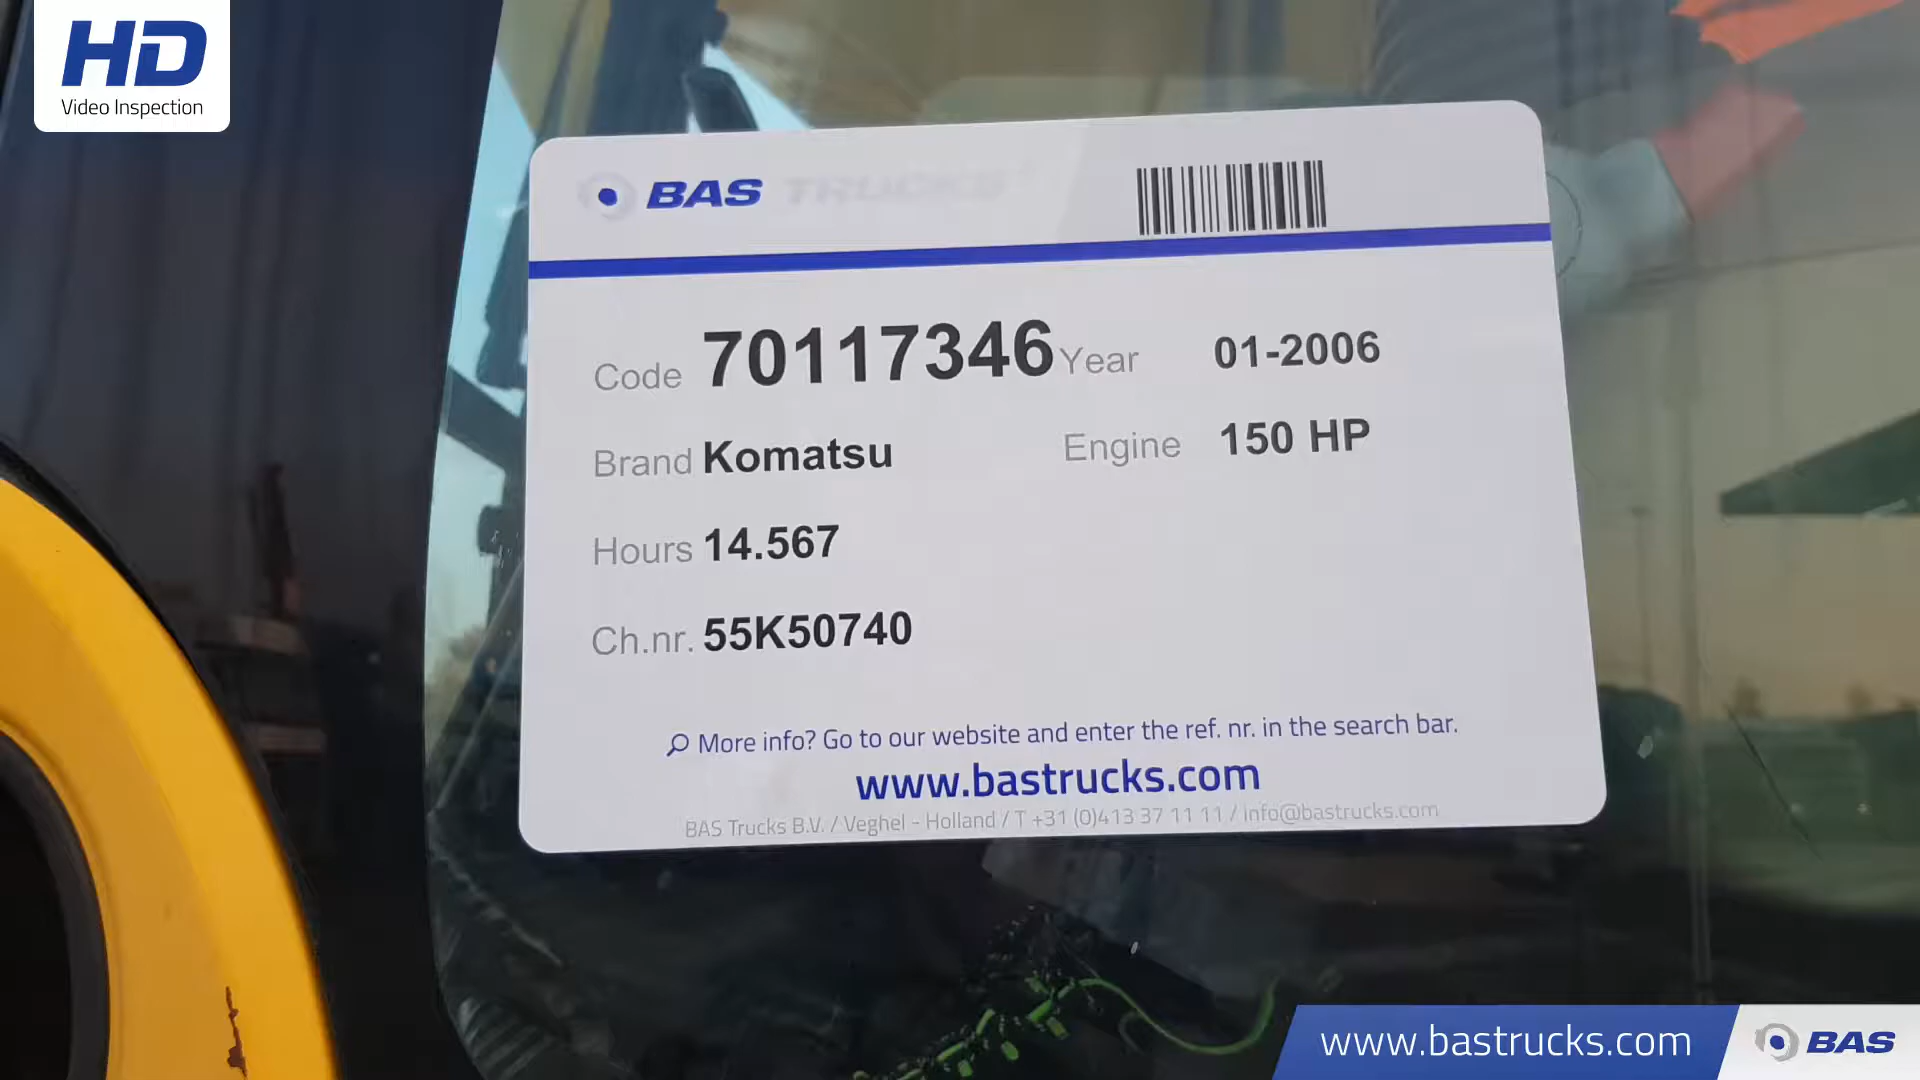 HD
Video Inspection
BAS TRUCKS
Code 70117346 Year 01-2006
Brand Komatsu Engine 150 HP
Hours 14.567
Ch.nr. 55K50740
More info? Go to our website and enter the ref. nr. in the search bar.
www.bastrucks.com
BAS Trucks B.V. / Veghel - Holland / T +31 (0)413 37 11 11 / info@bastrucks.com
www.bastrucks.com BAS